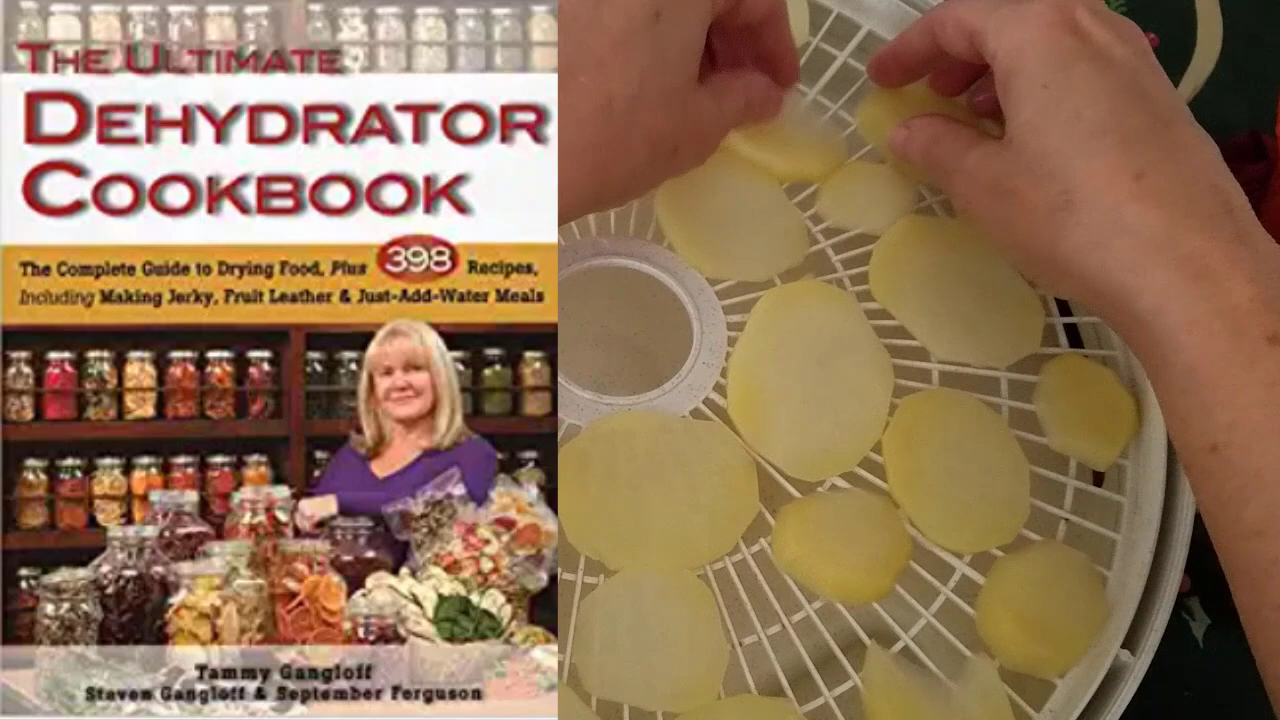 THE ULTIMATE
DEHYDRATOR
COOKBOOK
The Complete Guide to Drying Food, Plus 398 Recipes,
Including Making Jerky, Fruit Leather & Just-Add-Water Meals
Tammy Gangloff
Steven Gangloff & September Ferguson